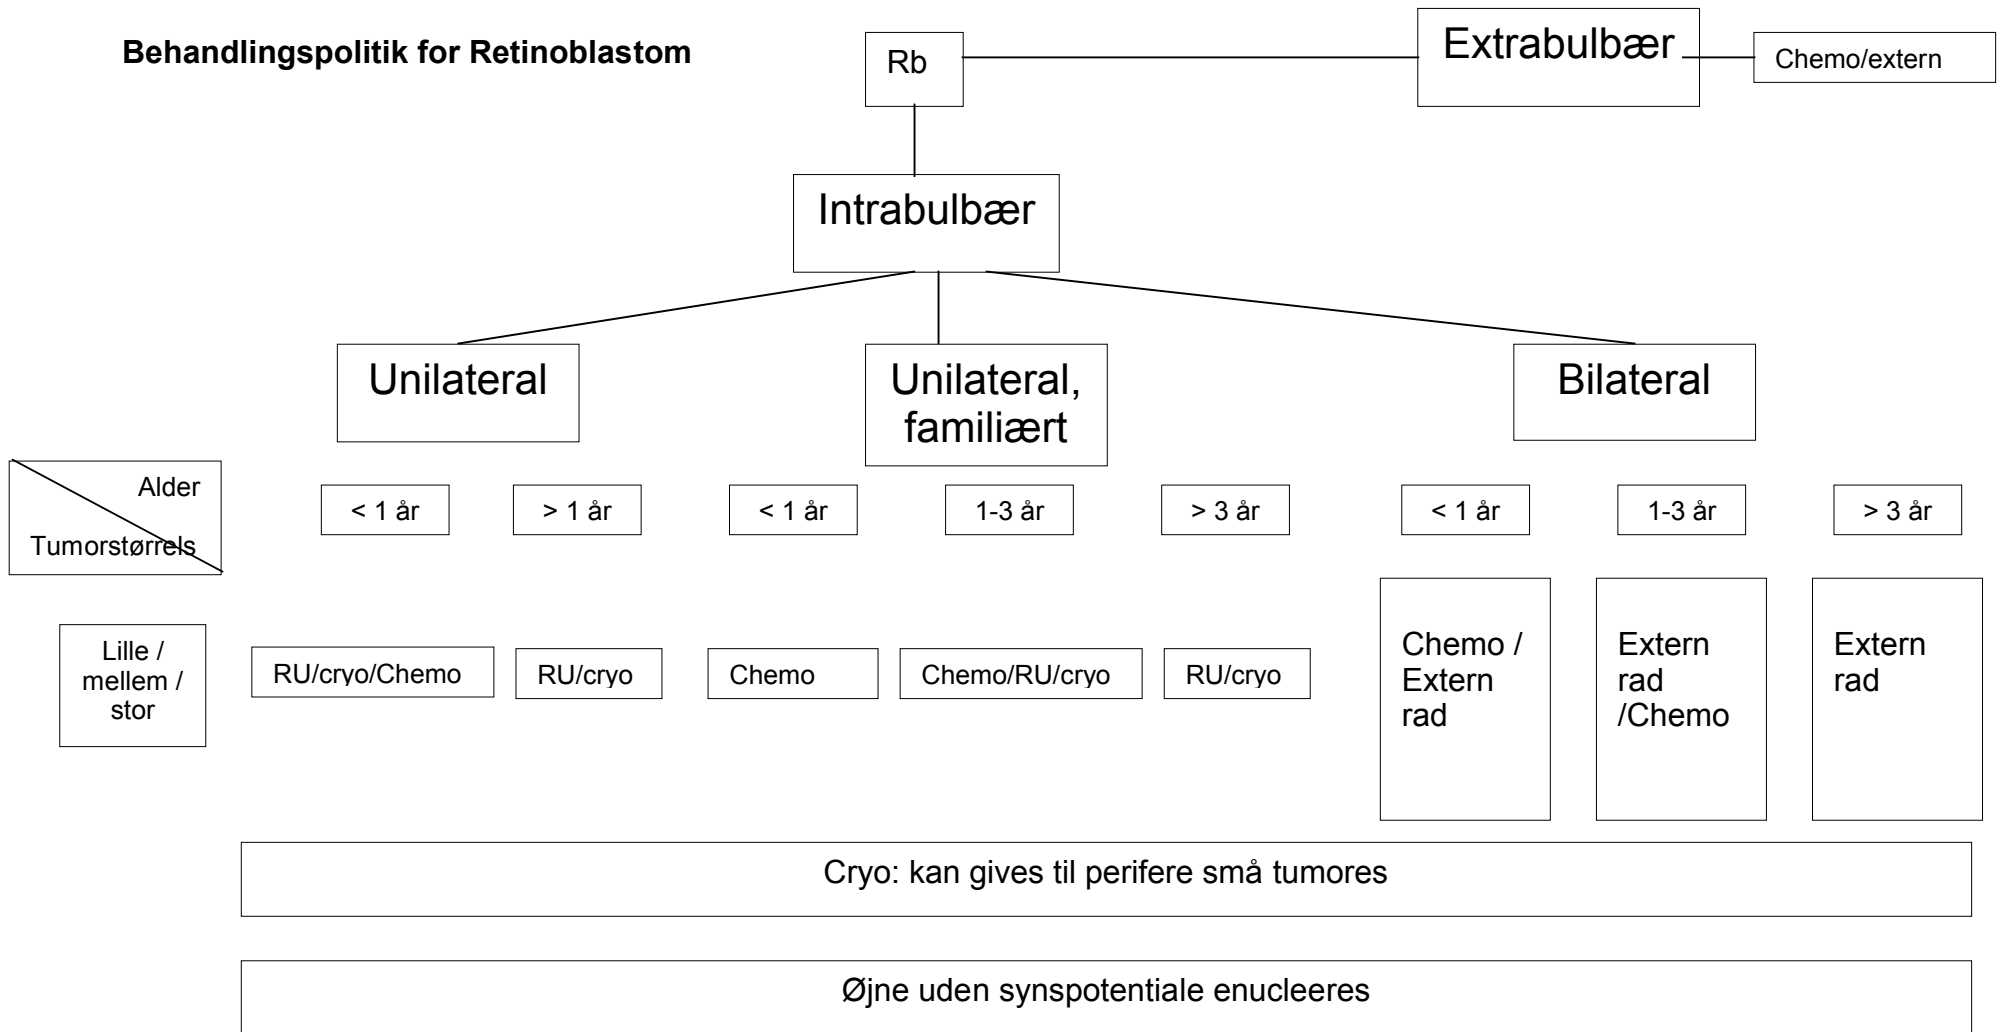 Behandlingspolitik for Retinoblastom
Rb
Extrabulbær
Chemo/extern
Intrabulbær
Unilateral
Unilateral,
familiært
Bilateral
Alder
Tumorstørrels
< 1 år
> 1 år
< 1 år
1-3 år
> 3 år
< 1 år
1-3 år
> 3 år
Lille /
mellem /
stor
RU/cryo/Chemo
RU/cryo
Chemo
Chemo/RU/cryo
RU/cryo
Chemo /
Extern
rad
Extern
rad
/Chemo
Extern
rad
Cryo: kan gives til perifere små tumores
Øjne uden synspotentiale enucleeres